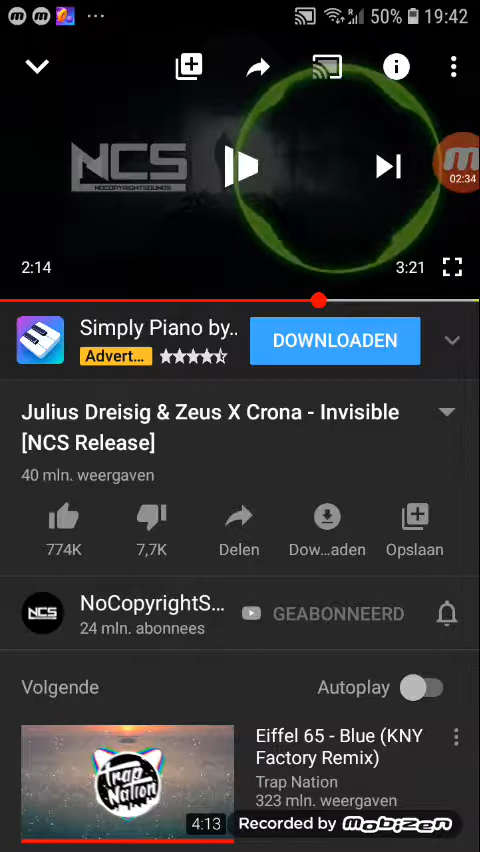 50% 19:42
NCS
NOCOPYRIGHTSOUNDS
02:34
2:14
3:21
Simply Piano by..
DOWNLOADEN
Advert...
Julius Dreisig & Zeus X Crona - Invisible
[NCS Release]
40 mln. weergaven
774K
7,7K
Delen
Dow...aden
Opslaan
NCS
NoCopyrightS...
GEABONNEERD
24 mln. abonnees
Volgende
Autoplay
Eiffel 65 - Blue (KNY
Factory Remix)
Trap Nation
323 mln. weergaven
Trap
Nation
4:13
Recorded by mobizen